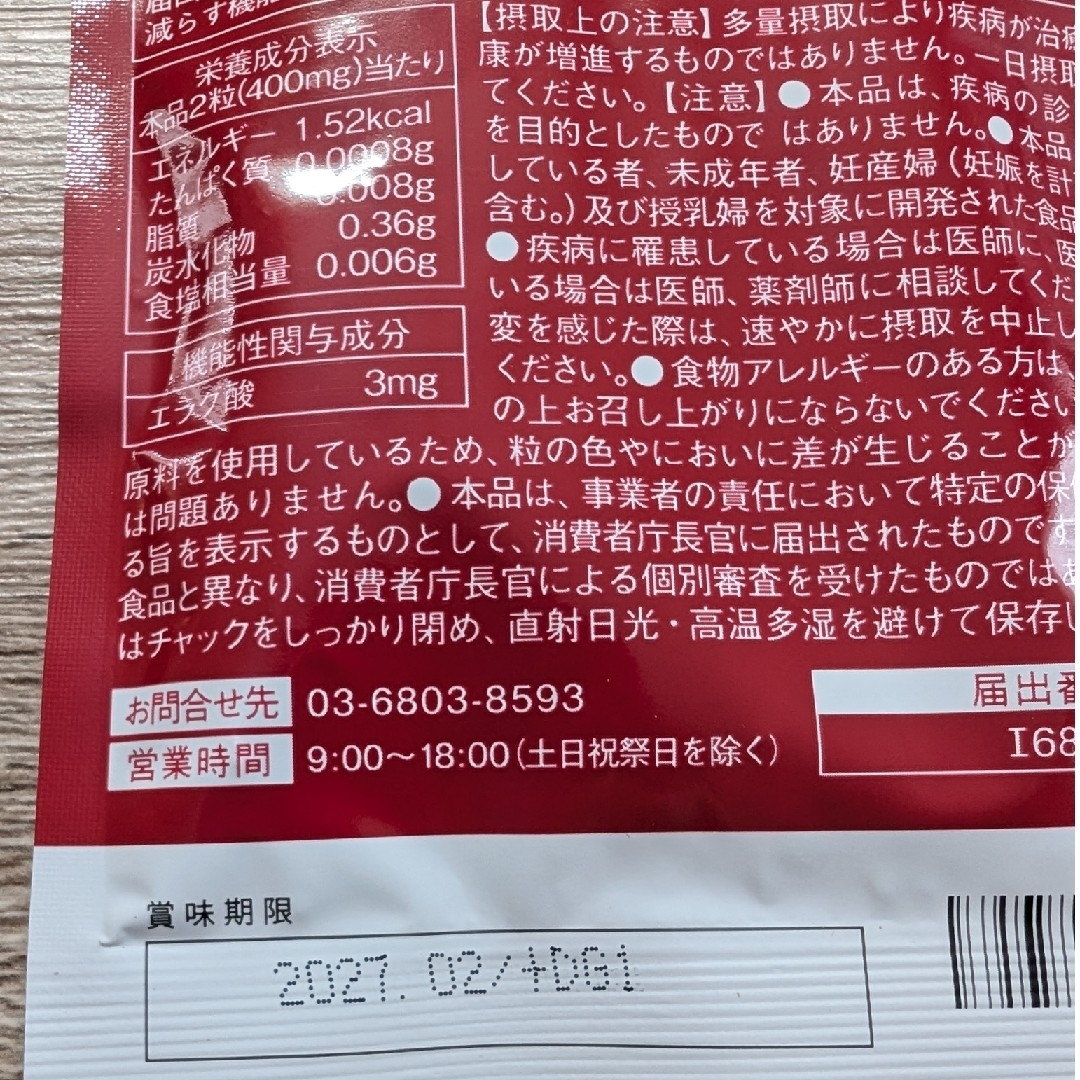 減らす機能
栄養成分表示
本品2粒(400mg)当たり
エネルギー 1.52kcal
たんぱく質 0.0008g
脂質 0.008g
炭水化物 0.36g
食塩相当量 0.006g
機能性関与成分
エラグ酸 3mg
【摂取上の注意】多量摂取により疾病が治癒
康が増進するものではありません。一日摂取
てください。【注意】●本品は、疾病の診
を目的としたもので はありません。●本品
している者、未成年者、妊産婦(妊娠を計
含む。)及び授乳婦を対象に開発された食品
●疾病に罹患している場合は医師に、医
いる場合は医師、薬剤師に相談してくだ
変を感じた際は、速やかに摂取を中止し
ください。●食物アレルギーのある方は
の上お召し上がりにならないでください
原料を使用しているため、粒の色やにおいに差が生じることが
は問題ありません。●本品は、事業者の責任において特定の保
る旨を表示するものとして、消費者庁長官に届出されたものです
食品と異なり、消費者庁長官による個別審査を受けたものではあ
はチャックをしっかり閉め、直射日光・高温多湿を避けて保存し
お問合せ先 03-6803-8593
営業時間 9:00〜18:00(土日祝祭日を除く)
届出番
I68
賞味期限
2027.02/+DG1